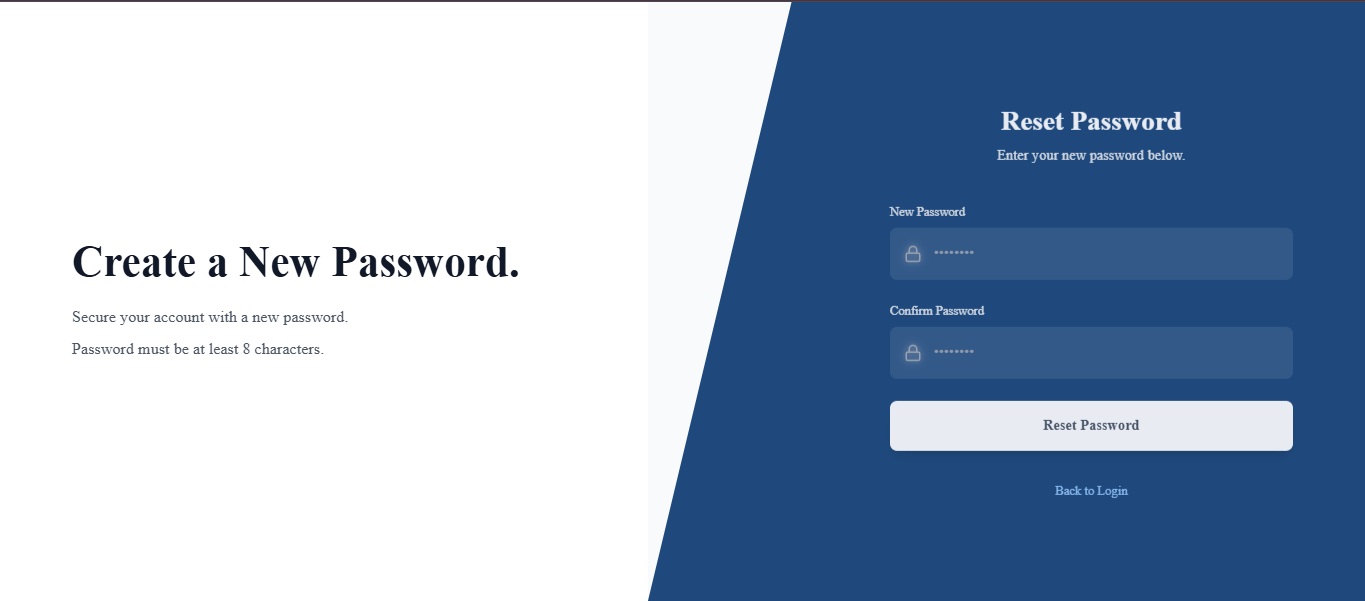 Create a New Password.
Secure your account with a new password.
Password must be at least 8 characters.
Reset Password
Enter your new password below.
New Password
••••••••
Confirm Password
••••••••
Reset Password
Back to Login